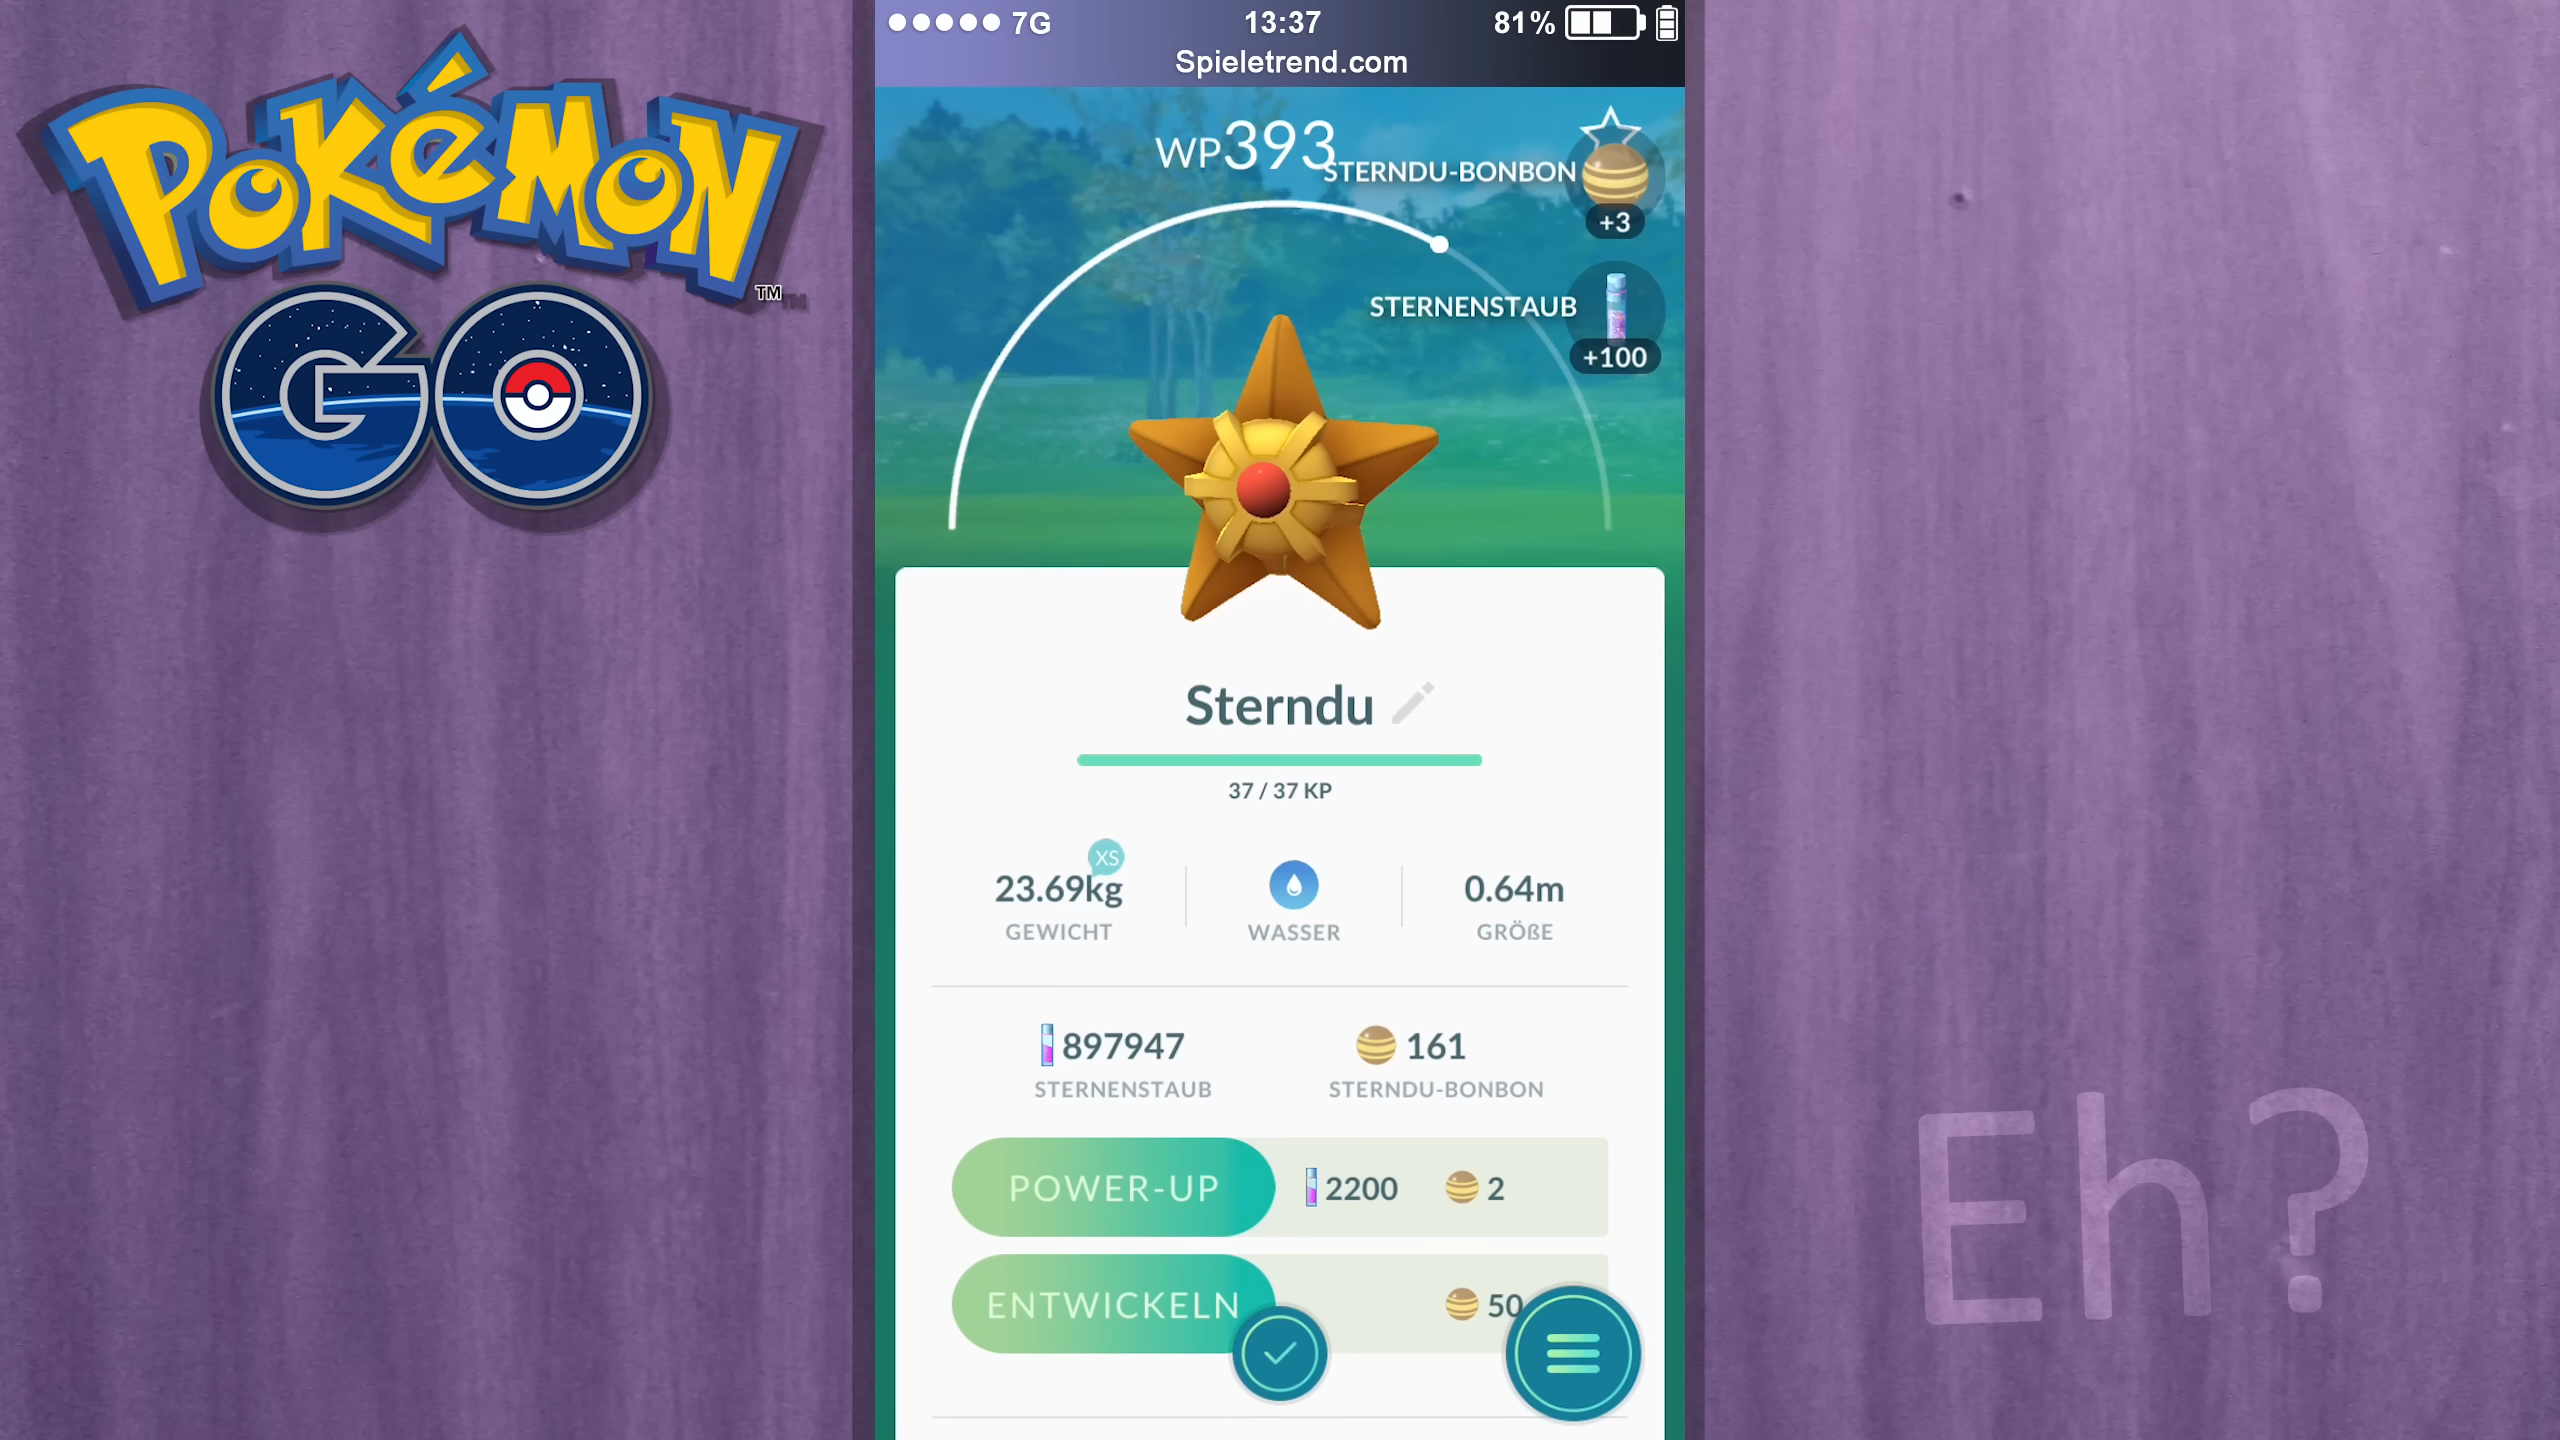 POKéMON
TM
GO
7G
13:37
81%
Spieletrend.com
WP393
STERNDU-BONBON
+3
STERNENSTAUB
+100
Sterndu
37 / 37 KP
XS
23.69kg
GEWICHT
WASSER
0.64m
GRÖßE
897947
STERNENSTAUB
161
STERNDU-BONBON
POWER-UP
2200
2
ENTWICKELN
50
Eh?